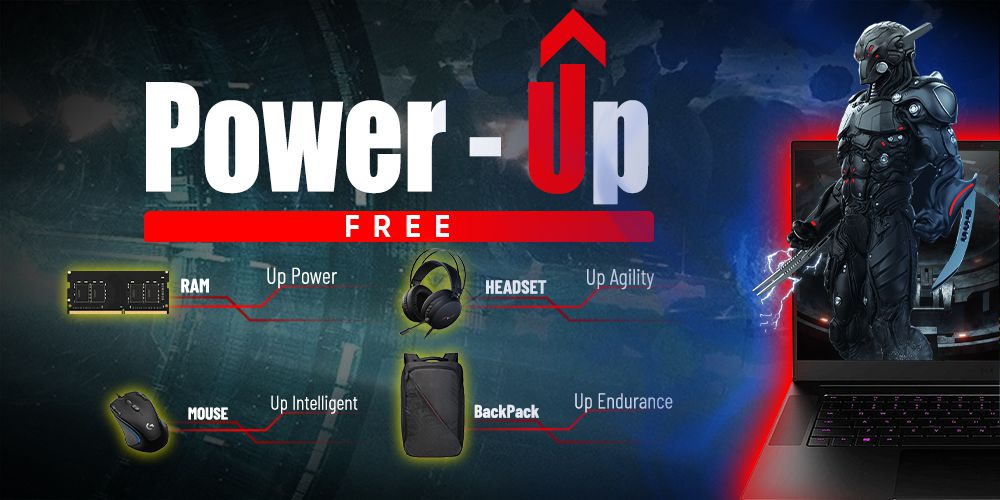 Power - Up
FREE
RAM
Up Power
HEADSET
Up Agility
MOUSE
Up Intelligent
BackPack
Up Endurance